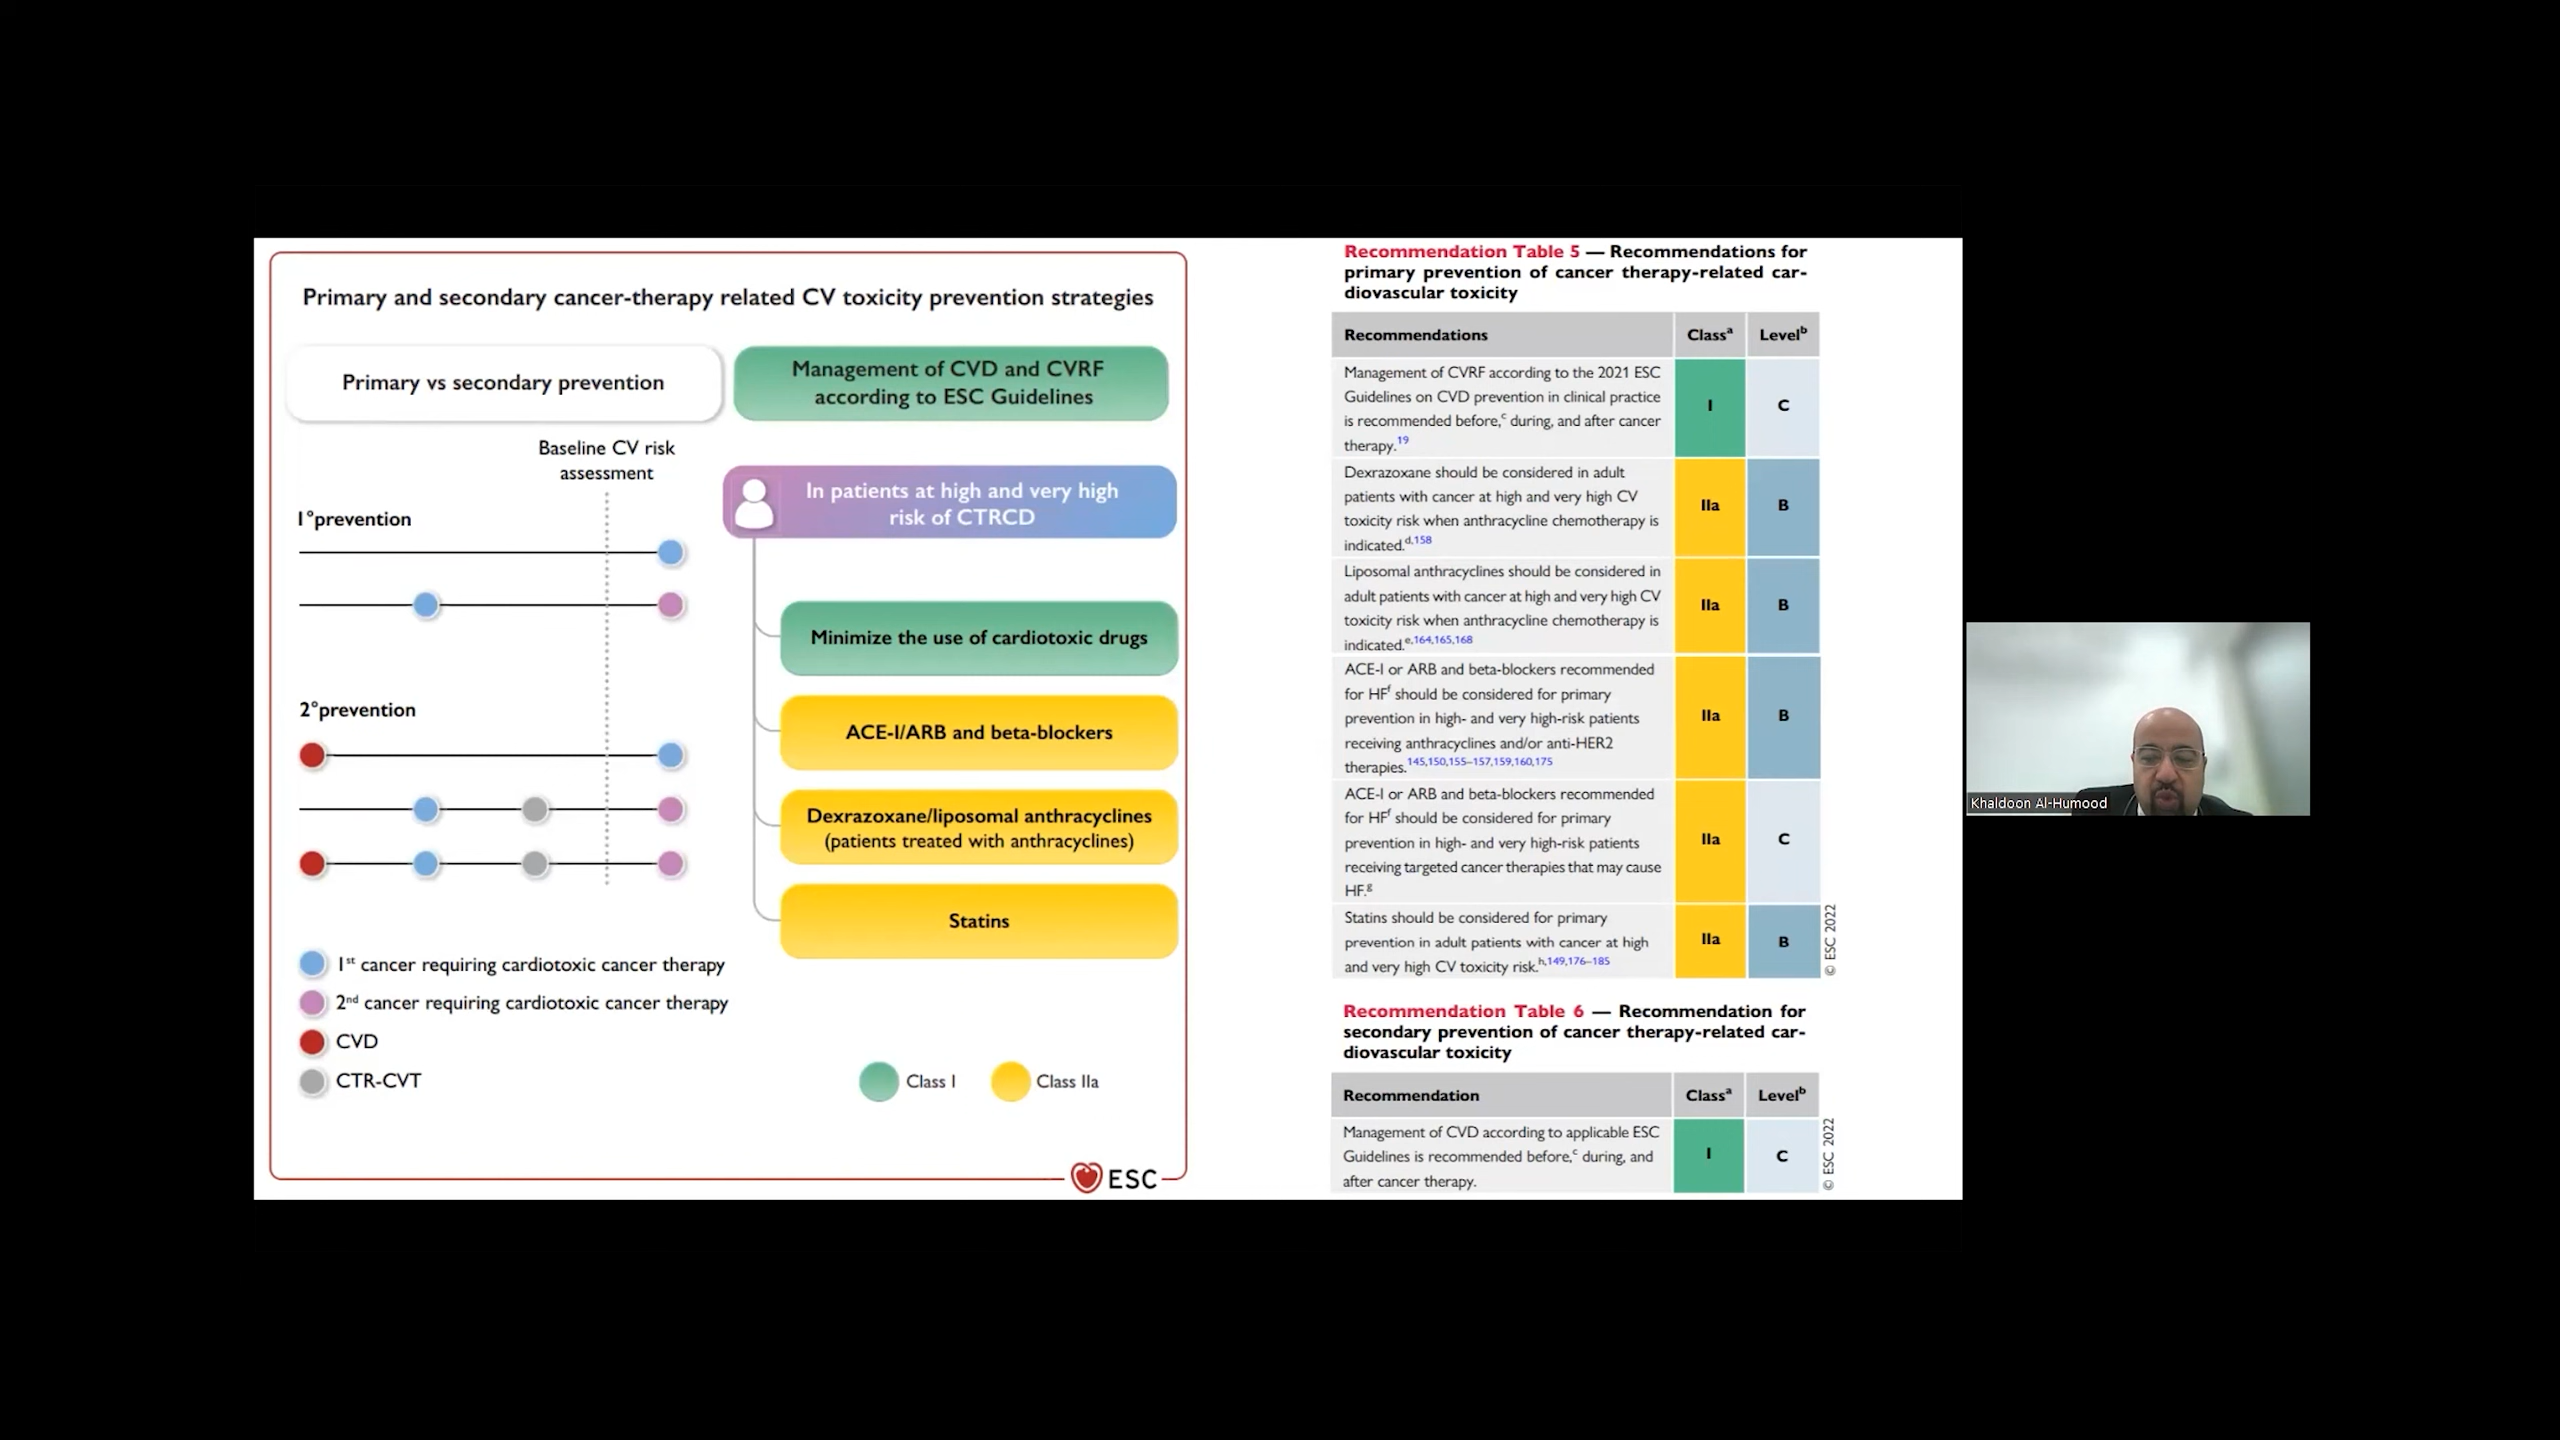 Primary and secondary cancer-therapy related CV toxicity prevention strategies
Primary vs secondary prevention
Management of CVD and CVRF
according to ESC Guidelines
Baseline CV risk
assessment
In patients at high and very high
risk of CTRCD
1°prevention
Minimize the use of cardiotoxic drugs
2°prevention
ACE-I/ARB and beta-blockers
Dexrazoxane/liposomal anthracyclines
(patients treated with anthracyclines)
Statins
1st cancer requiring cardiotoxic cancer therapy
2nd cancer requiring cardiotoxic cancer therapy
CVD
CTR-CVT
Class I
Class IIa
ESC
Recommendation Table 5 — Recommendations for
primary prevention of cancer therapy-related car-
diovascular toxicity
Recommendations Classa Levelb
Management of CVRF according to the 2021 ESC
Guidelines on CVD prevention in clinical practice
is recommended before,c during, and after cancer
therapy.19
I C
Dexrazoxane should be considered in adult
patients with cancer at high and very high CV
toxicity risk when anthracycline chemotherapy is
indicated.d,158
IIa B
Liposomal anthracyclines should be considered in
adult patients with cancer at high and very high CV
toxicity risk when anthracycline chemotherapy is
indicated.e,164,165,168
IIa B
ACE-I or ARB and beta-blockers recommended
for HFf should be considered for primary
prevention in high- and very high-risk patients
receiving anthracyclines and/or anti-HER2
therapies.145,150,155–157,159,160,175
IIa B
ACE-I or ARB and beta-blockers recommended
for HFf should be considered for primary
prevention in high- and very high-risk patients
receiving targeted cancer therapies that may cause
HF.g
IIa C
Statins should be considered for primary
prevention in adult patients with cancer at high
and very high CV toxicity risk.h,149,176–185
IIa B
© ESC 2022
Recommendation Table 6 — Recommendation for
secondary prevention of cancer therapy-related car-
diovascular toxicity
Recommendation Classa Levelb
Management of CVD according to applicable ESC
Guidelines is recommended before,c during, and
after cancer therapy.
I C
© ESC 2022
Khaldoon Al-Humood